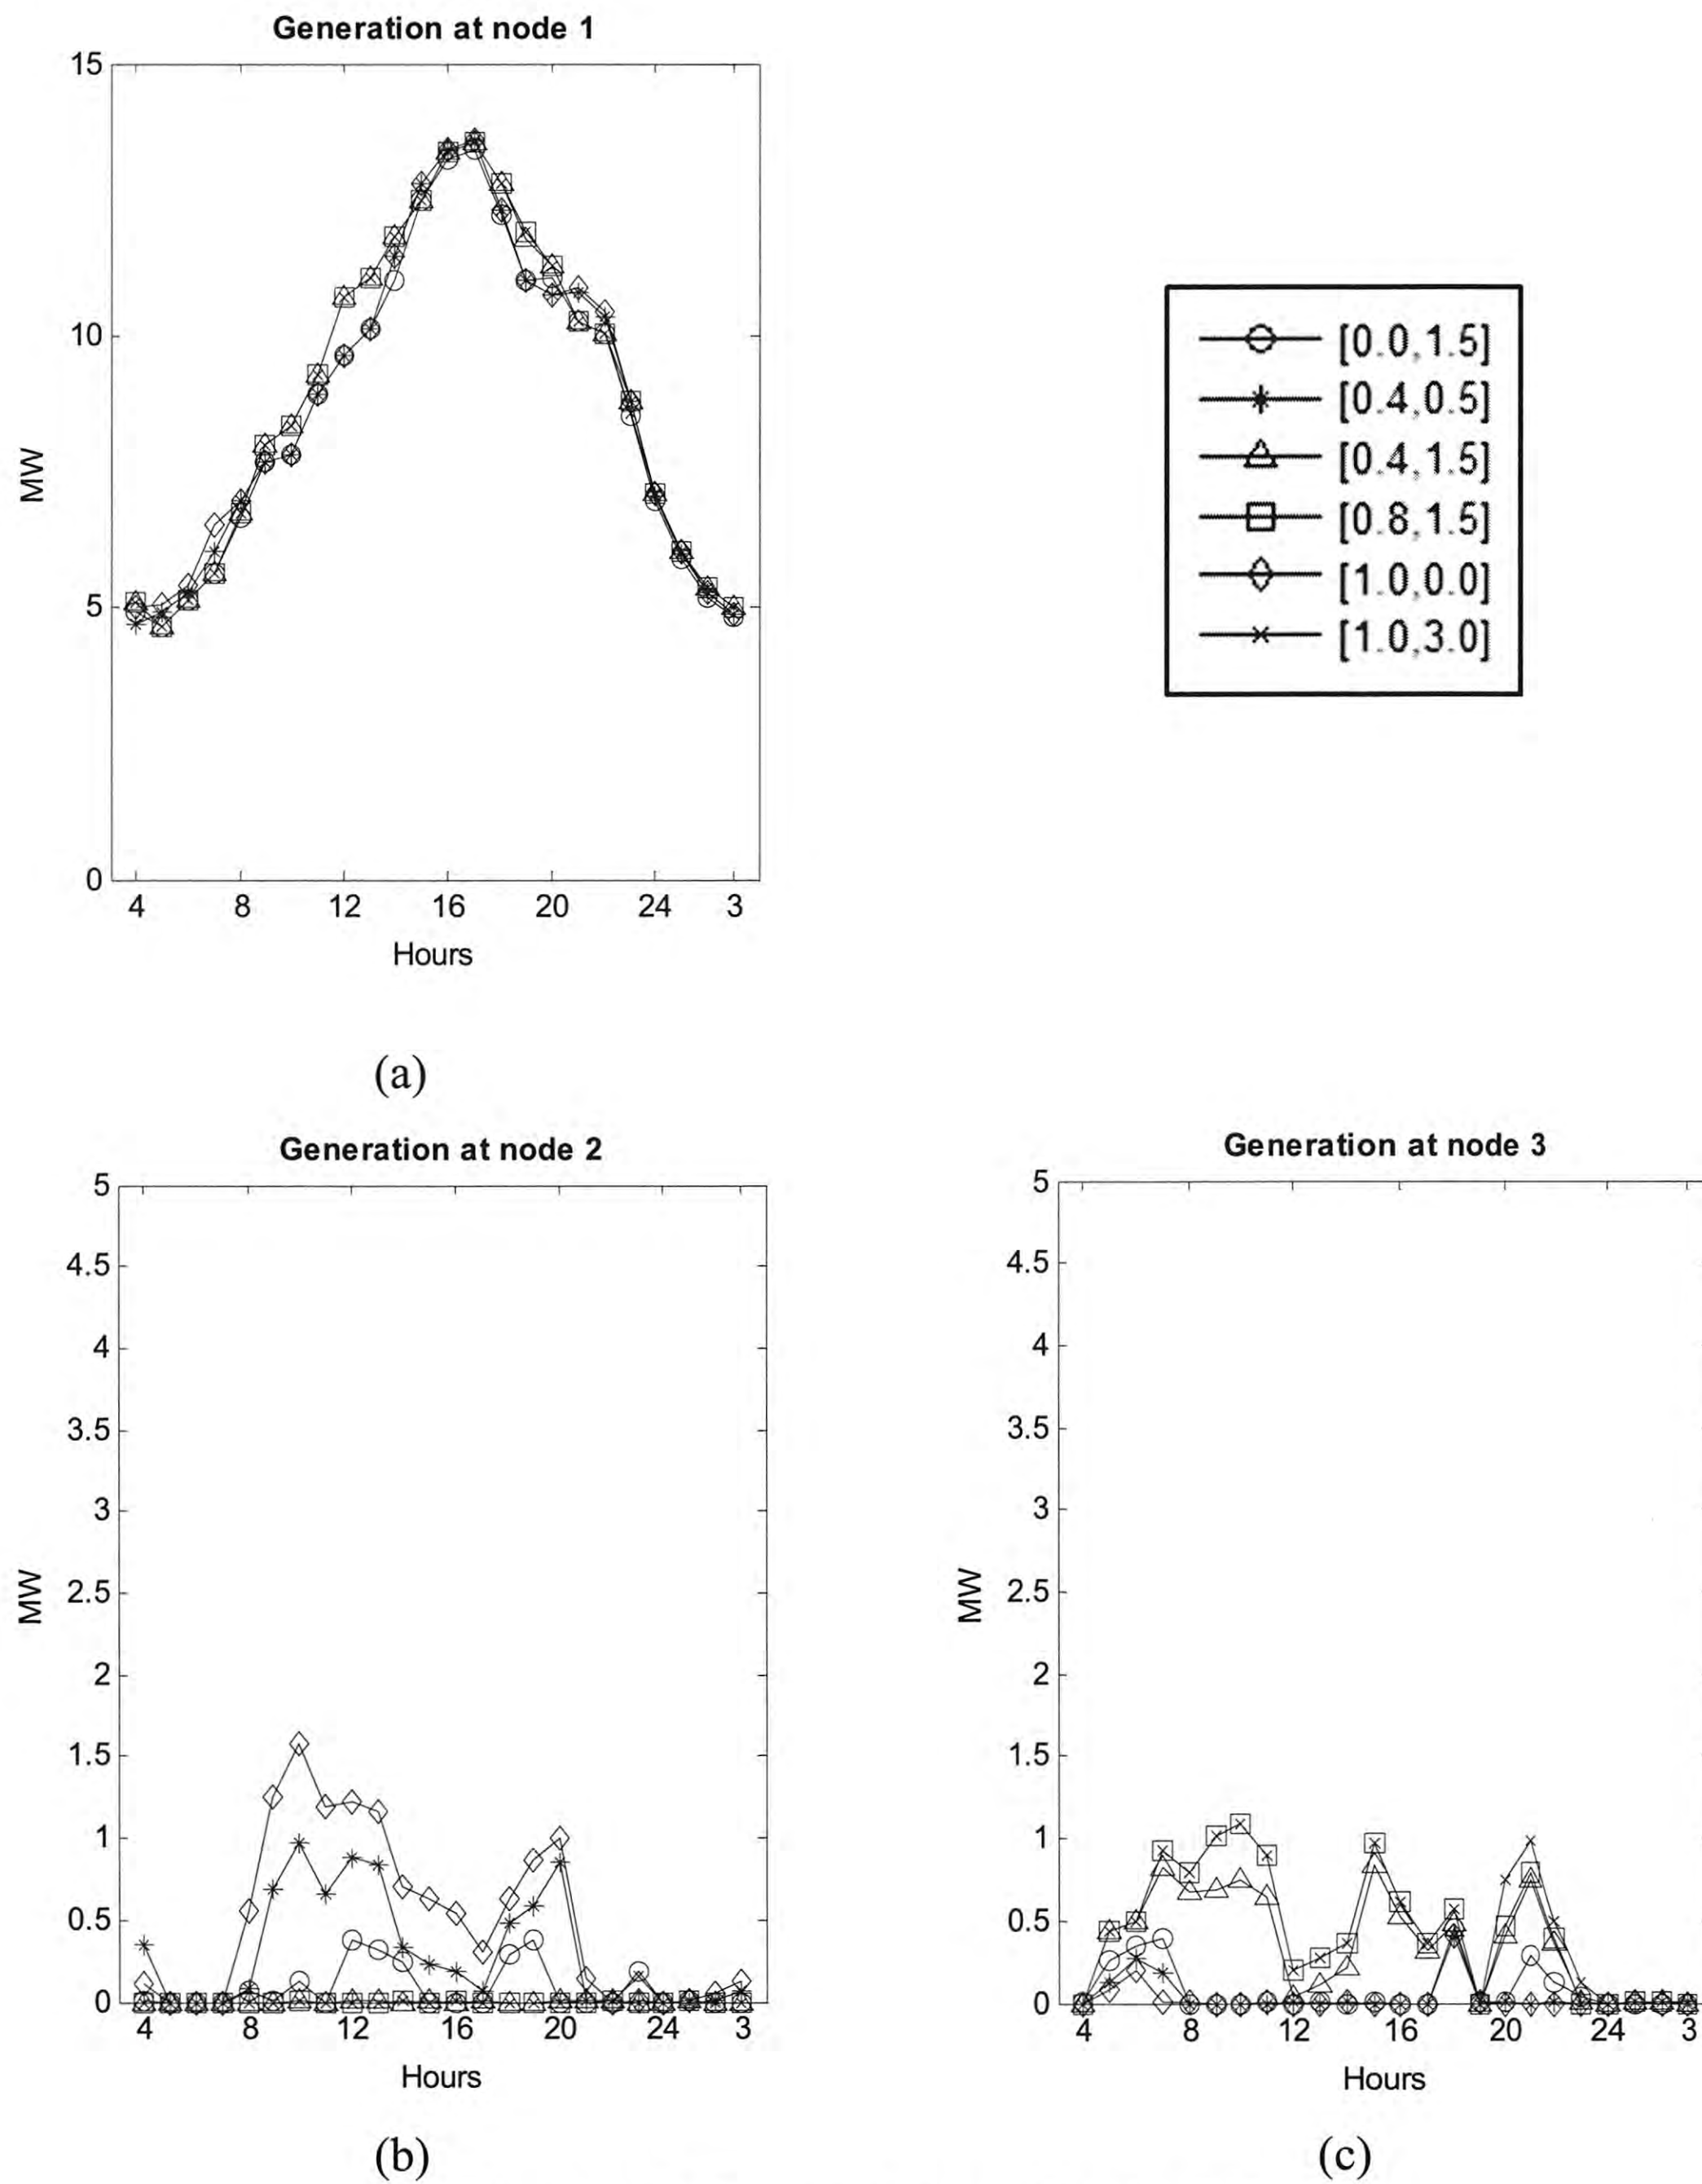 Generation at node 1
15
10
5
0
MW
4 8 12 16 20 24 3
Hours
(a)
[0.0,1.5]
[0.4,0.5]
[0.4,1.5]
[0.8,1.5]
[1.0,0.0]
[1.0,3.0]
Generation at node 2
5
4.5
4
3.5
3
2.5
2
1.5
1
0.5
0
MW
4 8 12 16 20 24 3
Hours
(b)
Generation at node 3
5
4.5
4
3.5
3
2.5
2
1.5
1
0.5
0
MW
4 8 12 16 20 24 3
Hours
(c)